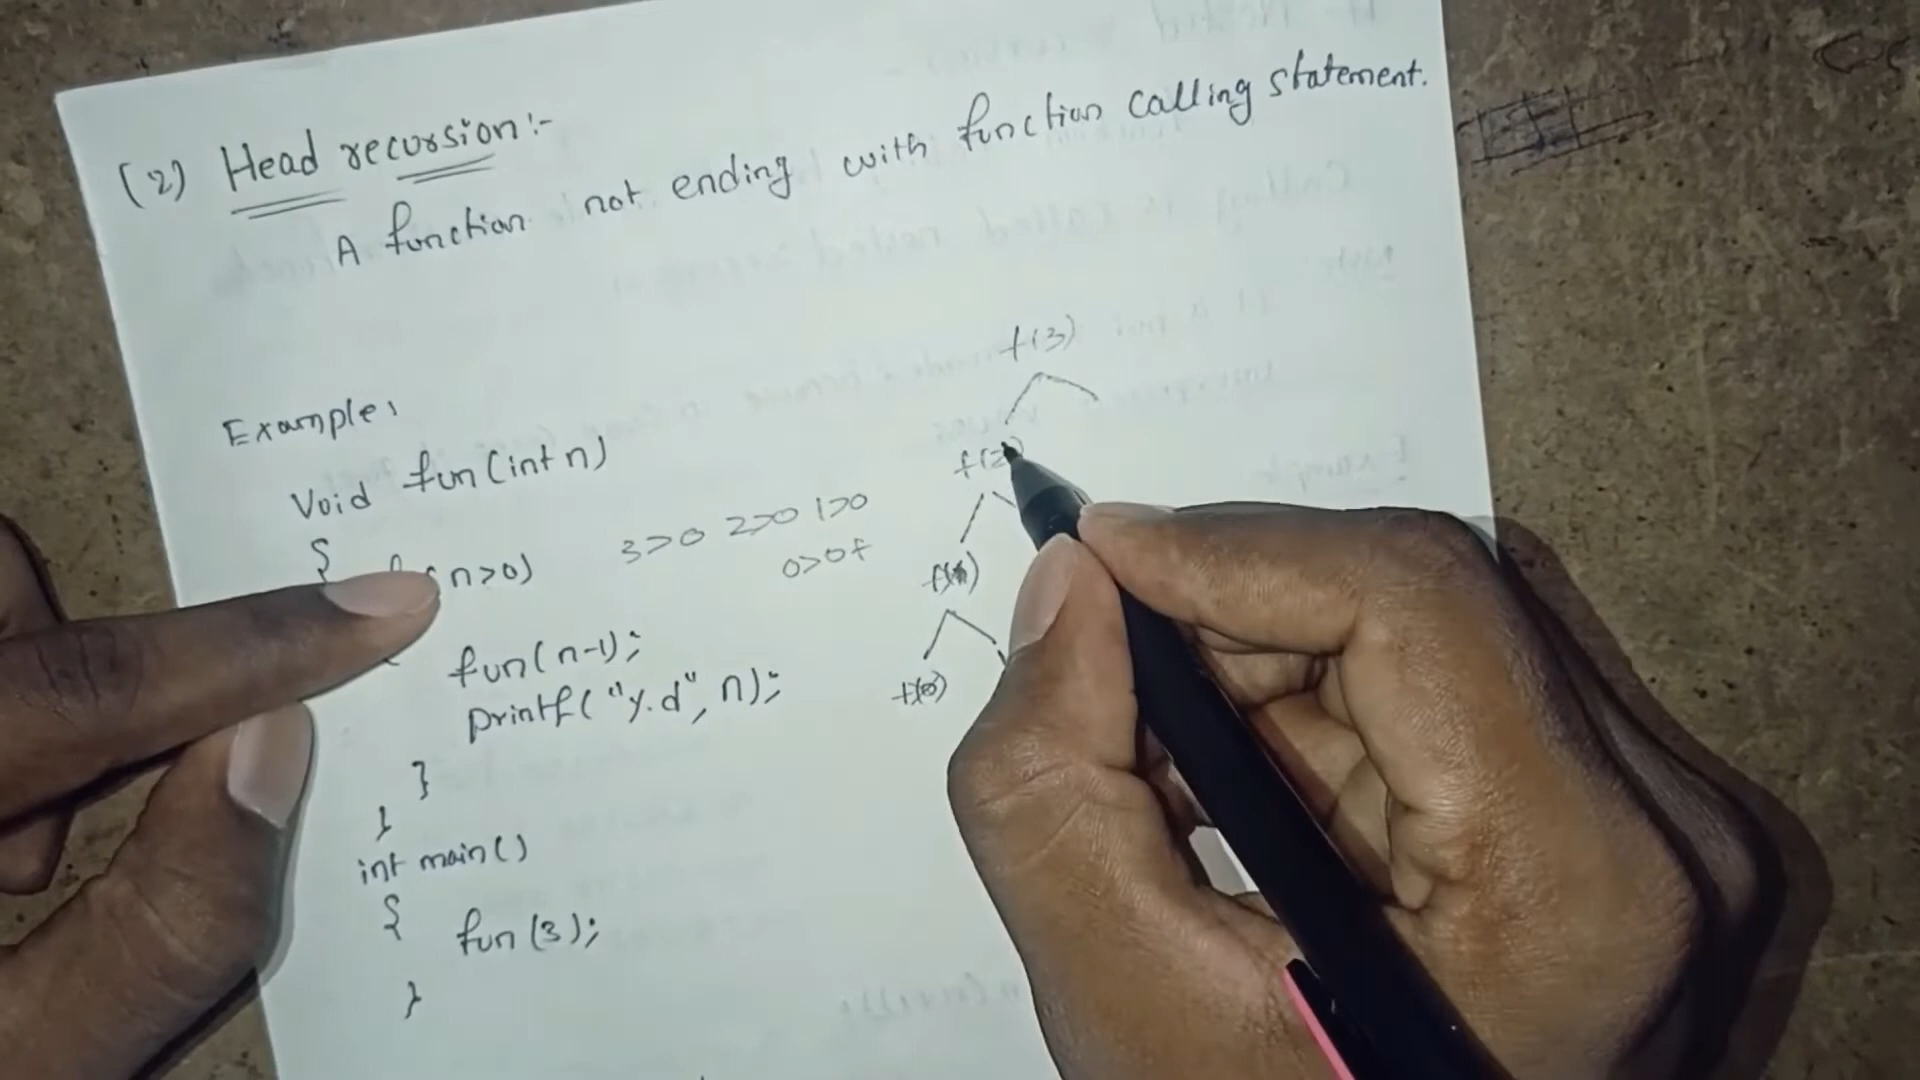 (2) Head recursion:-
A function not ending with function calling statement.
Example:
Void fun(int n)
{
n>0)
fun(n-1);
printf("%d", n);
}
}
int main()
{
fun(3);
}
3>0 2>0 1>0
0>0 f
f(3)
f(2)
f(1)
f(0)